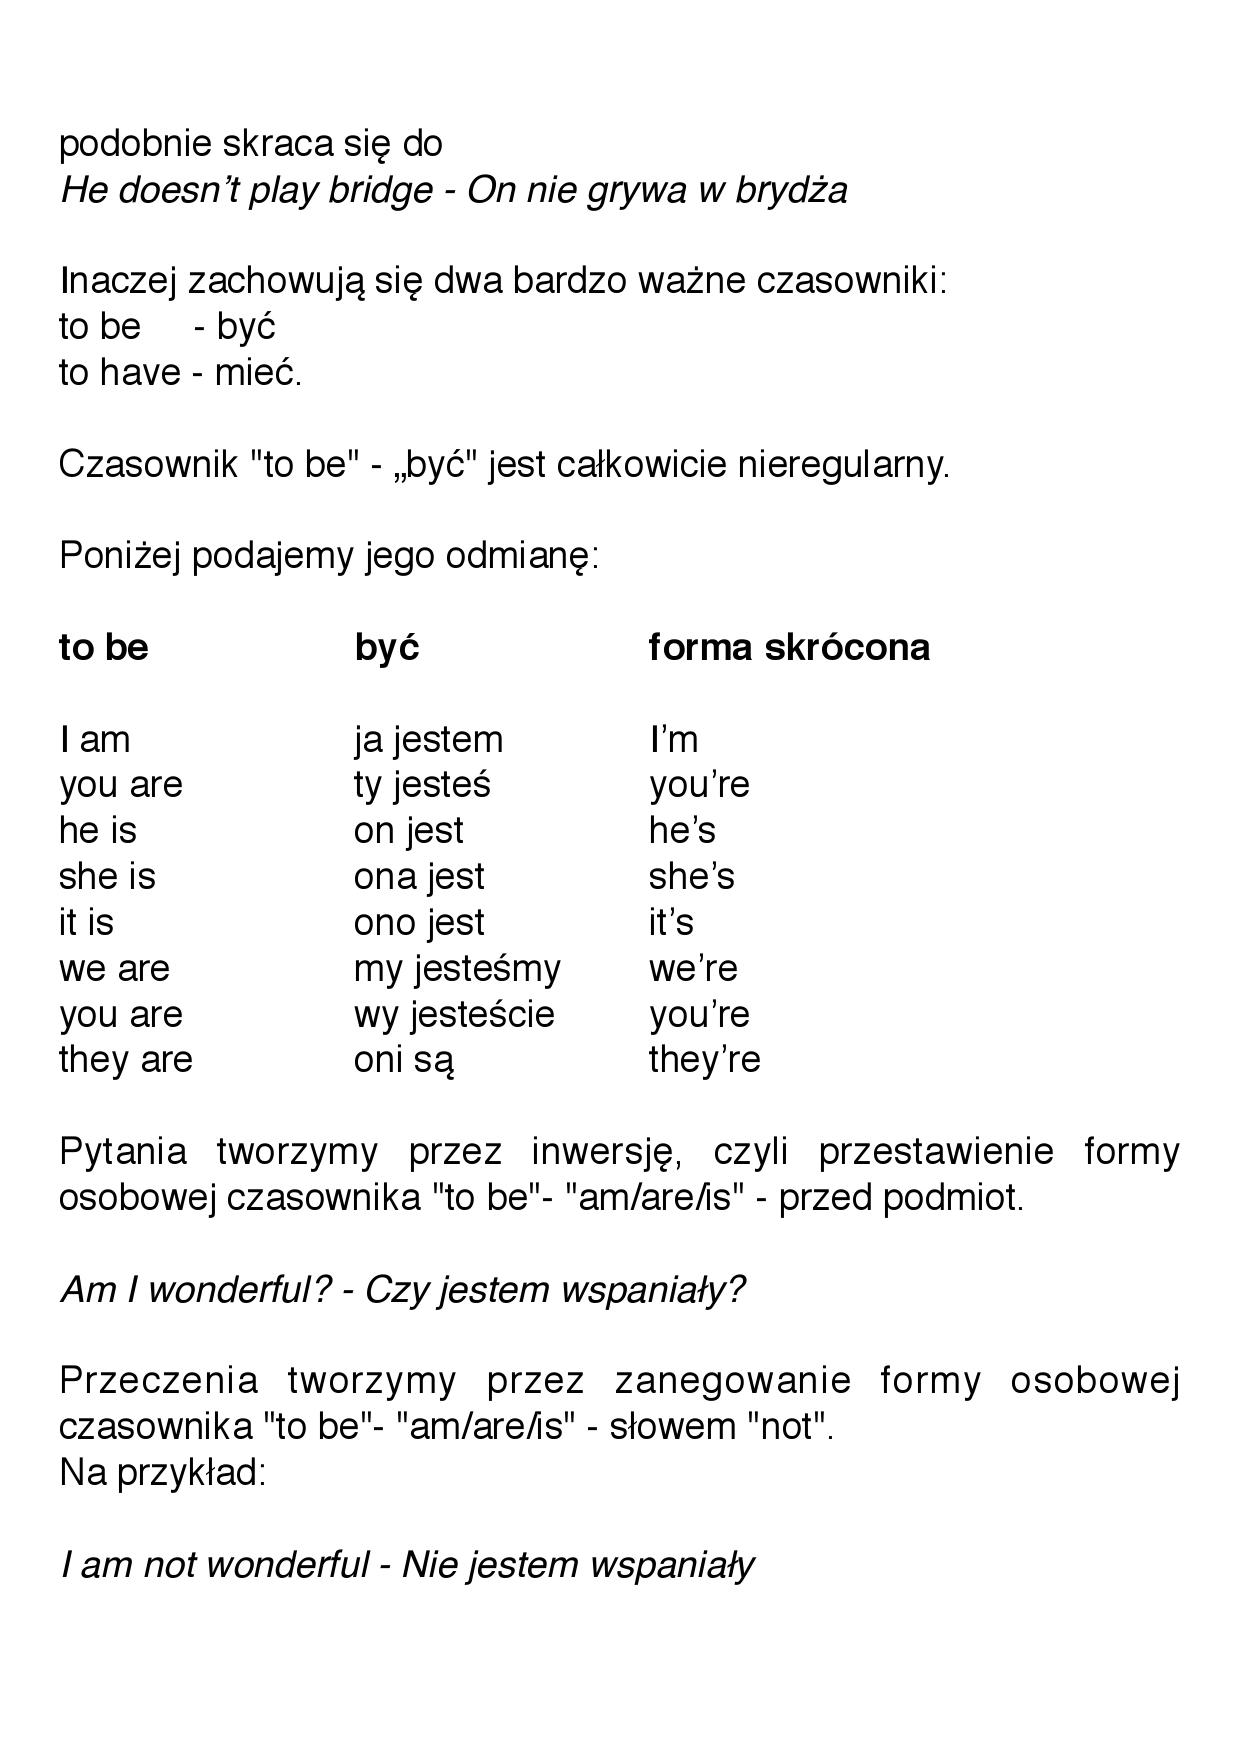 podobnie skraca się do
He doesn’t play bridge - On nie grywa w brydża
Inaczej zachowują się dwa bardzo ważne czasowniki:
to be - być
to have - mieć.
Czasownik "to be" - „być" jest całkowicie nieregularny.
Poniżej podajemy jego odmianę:
to be być forma skrócona
I am ja jestem I’m
you are ty jesteś you’re
he is on jest he’s
she is ona jest she’s
it is ono jest it’s
we are my jesteśmy we’re
you are wy jesteście you’re
they are oni są they’re
Pytania tworzymy przez inwersję, czyli przestawienie formy
osobowej czasownika "to be"- "am/are/is" - przed podmiot.
Am I wonderful? - Czy jestem wspaniały?
Przeczenia tworzymy przez zanegowanie formy osobowej
czasownika "to be"- "am/are/is" - słowem "not".
Na przykład:
I am not wonderful - Nie jestem wspaniały